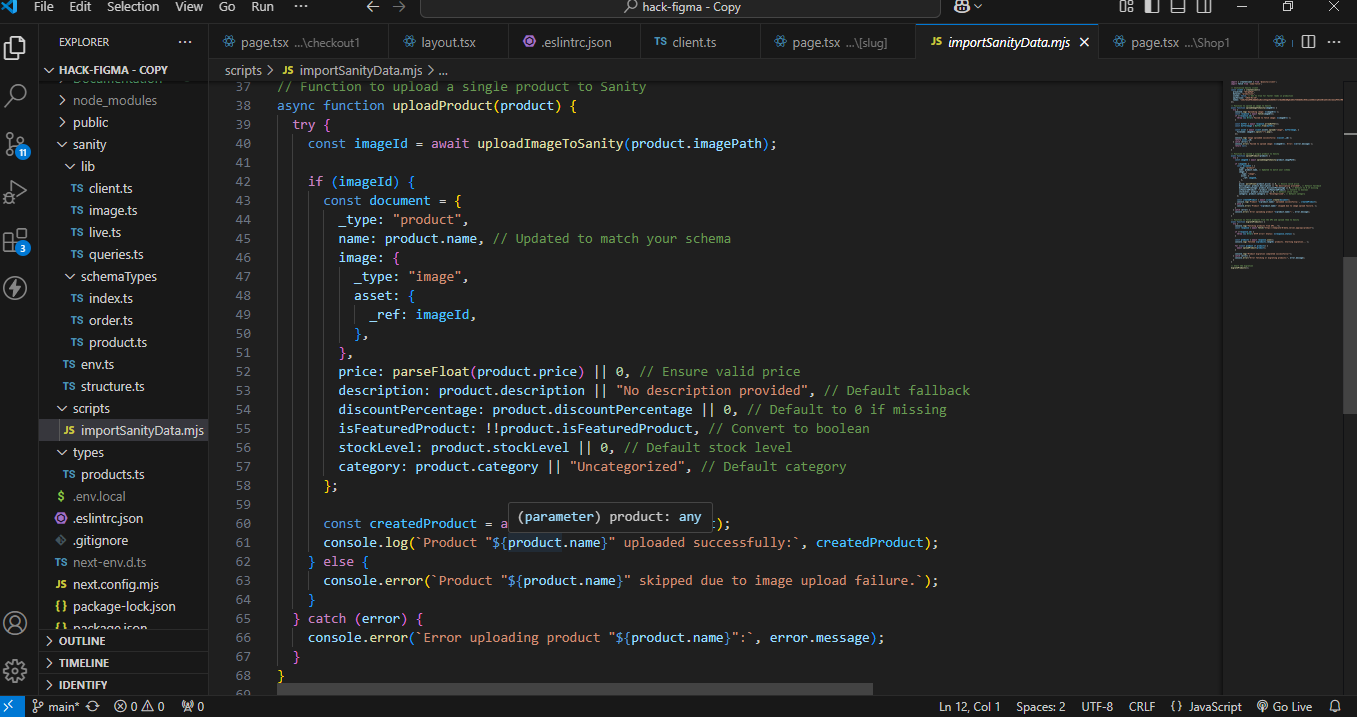 File Edit Selection View Go Run ··· hack-figma - Copy
EXPLORER ···
page.tsx ...\checkout1 layout.tsx .eslintrc.json TS client.ts page.tsx ...\[slug] JS importSanityData.mjs page.tsx ...\Shop1 ···
HACK-FIGMA - COPY
Documentation
node_modules
public
sanity
lib
TS client.ts
TS image.ts
TS live.ts
TS queries.ts
schemaTypes
TS index.ts
TS order.ts
TS product.ts
TS env.ts
TS structure.ts
scripts
JS importSanityData.mjs
types
TS products.ts
$ .env.local
.eslintrc.json
.gitignore
TS next-env.d.ts
JS next.config.mjs
{} package-lock.json
{} package.json
OUTLINE
TIMELINE
IDENTIFY
11
3
scripts > JS importSanityData.mjs > ...
37 // Function to upload a single product to Sanity
38 async function uploadProduct(product) {
39 try {
40 const imageId = await uploadImageToSanity(product.imagePath);
41
42 if (imageId) {
43 const document = {
44 _type: "product",
45 name: product.name, // Updated to match your schema
46 image: {
47 _type: "image",
48 asset: {
49 _ref: imageId,
50 },
51 },
52 price: parseFloat(product.price) || 0, // Ensure valid price
53 description: product.description || "No description provided", // Default fallback
54 discountPercentage: product.discountPercentage || 0, // Default to 0 if missing
55 isFeaturedProduct: !!product.isFeaturedProduct, // Convert to boolean
56 stockLevel: product.stockLevel || 0, // Default stock level
57 category: product.category || "Uncategorized", // Default category
58 };
59
(parameter) product: any
60 const createdProduct = a t);
61 console.log(`Product "${product.name}" uploaded successfully:`, createdProduct);
62 } else {
63 console.error(`Product "${product.name}" skipped due to image upload failure.`);
64 }
65 } catch (error) {
66 console.error(`Error uploading product "${product.name}":`, error.message);
67 }
68 }
69
main* 0 0 0 Ln 12, Col 1 Spaces: 2 UTF-8 CRLF {} JavaScript Go Live